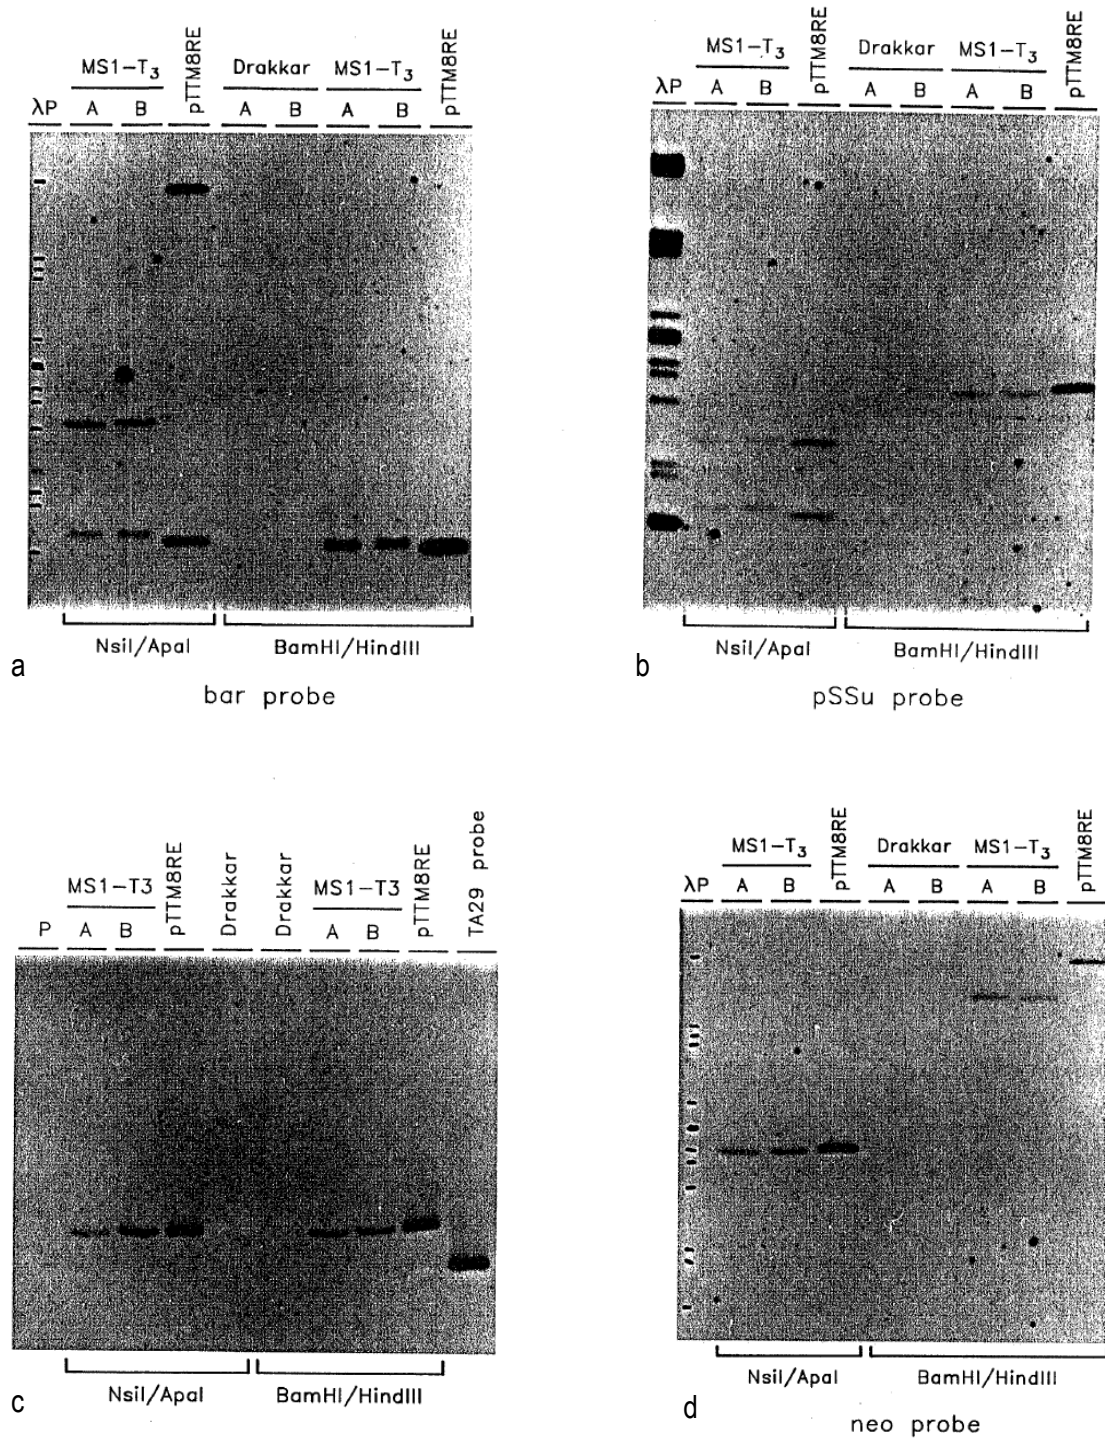 MS1-T3 pTTM8RE Drakkar MS1-T3 pTTM8RE
λP A B A B A B
NsiI/ApaI BamHI/HindIII
a
bar probe
MS1-T3 pTTM8RE Drakkar MS1-T3 pTTM8RE
λP A B A B A B
NsiI/ApaI BamHI/HindIII
b
pSSu probe
MS1-T3 pTTM8RE Drakkar Drakkar MS1-T3 pTTM8RE TA29 probe
P A B A B
NsiI/ApaI BamHI/HindIII
c
MS1-T3 pTTM8RE Drakkar MS1-T3 pTTM8RE
λP A B A B A B
NsiI/ApaI BamHI/HindIII
d
neo probe